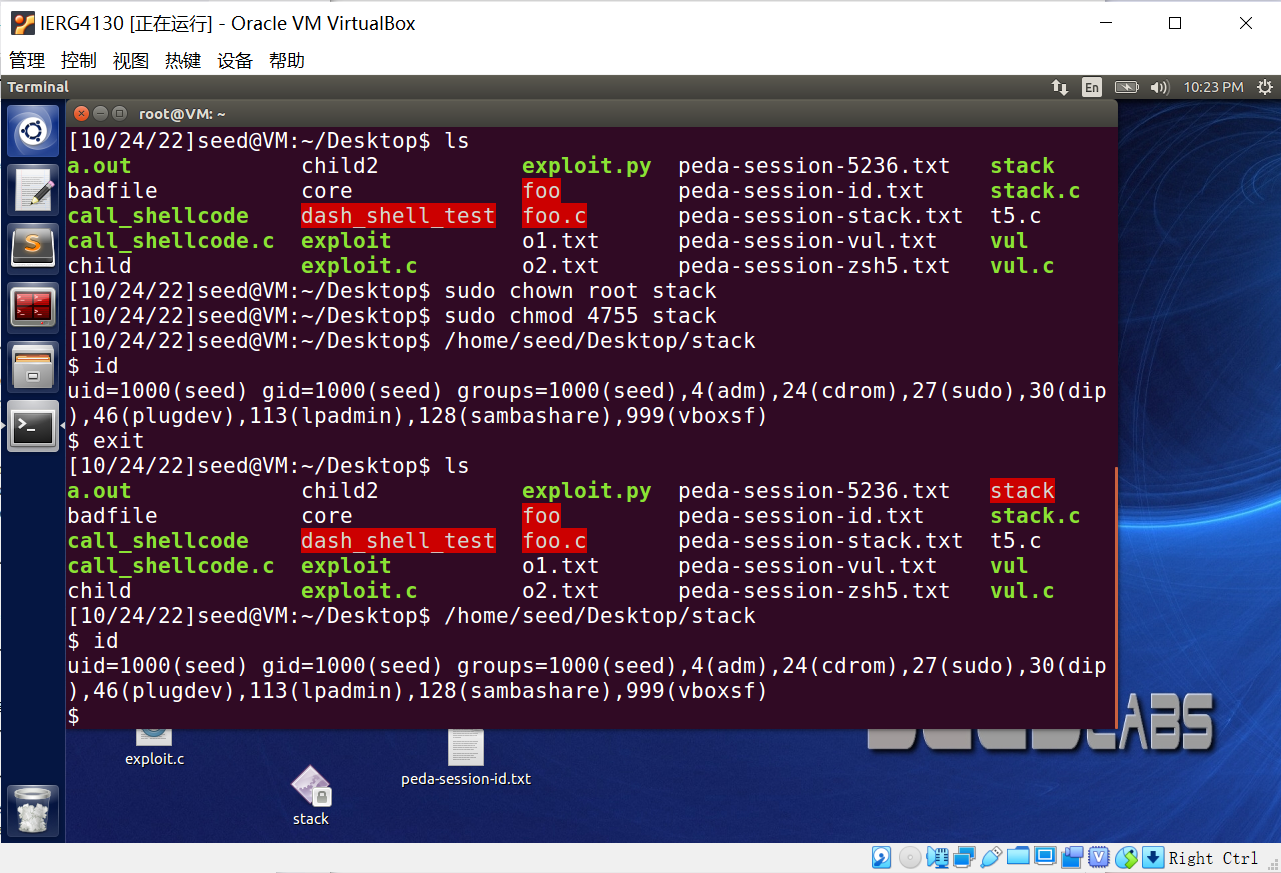 IERG4130 [正在运行] - Oracle VM VirtualBox
管理 控制 视图 热键 设备 帮助
Terminal En 10:23 PM
root@VM: ~
[10/24/22]seed@VM:~/Desktop$ ls
a.out child2 exploit.py peda-session-5236.txt stack
badfile core foo peda-session-id.txt stack.c
call_shellcode dash_shell_test foo.c peda-session-stack.txt t5.c
call_shellcode.c exploit o1.txt peda-session-vul.txt vul
child exploit.c o2.txt peda-session-zsh5.txt vul.c
[10/24/22]seed@VM:~/Desktop$ sudo chown root stack
[10/24/22]seed@VM:~/Desktop$ sudo chmod 4755 stack
[10/24/22]seed@VM:~/Desktop$ /home/seed/Desktop/stack
$ id
uid=1000(seed) gid=1000(seed) groups=1000(seed),4(adm),24(cdrom),27(sudo),30(dip
),46(plugdev),113(lpadmin),128(sambashare),999(vboxsf)
$ exit
[10/24/22]seed@VM:~/Desktop$ ls
a.out child2 exploit.py peda-session-5236.txt stack
badfile core foo peda-session-id.txt stack.c
call_shellcode dash_shell_test foo.c peda-session-stack.txt t5.c
call_shellcode.c exploit o1.txt peda-session-vul.txt vul
child exploit.c o2.txt peda-session-zsh5.txt vul.c
[10/24/22]seed@VM:~/Desktop$ /home/seed/Desktop/stack
$ id
uid=1000(seed) gid=1000(seed) groups=1000(seed),4(adm),24(cdrom),27(sudo),30(dip
),46(plugdev),113(lpadmin),128(sambashare),999(vboxsf)
$
exploit.c
peda-session-id.txt
stack
Right Ctrl